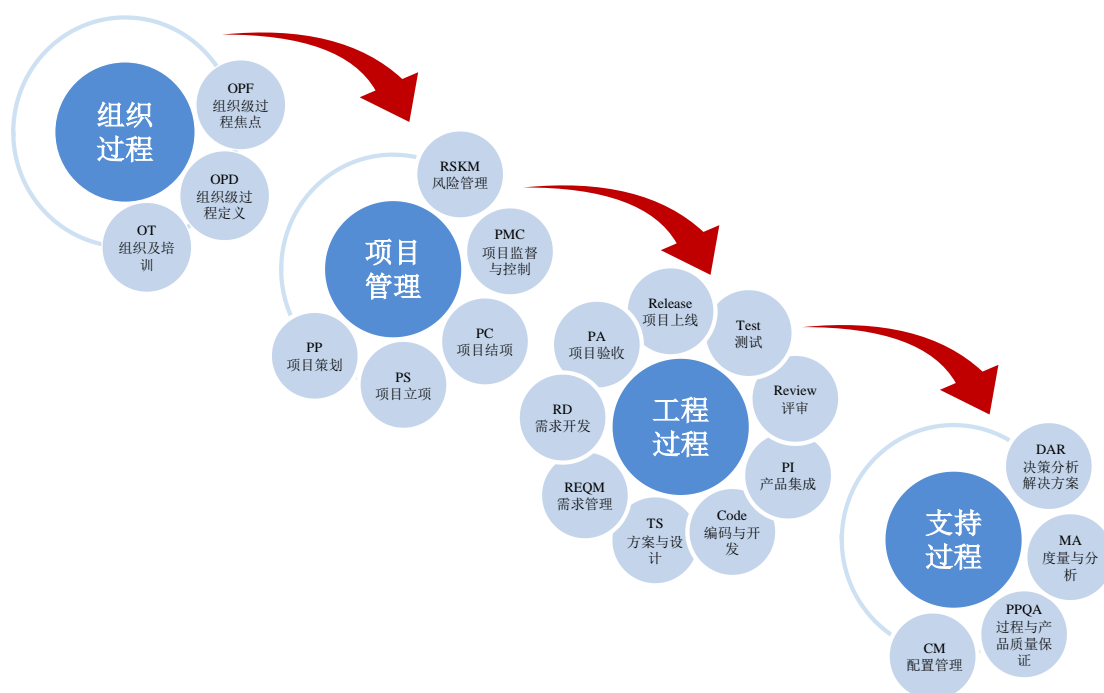 组织
过程
OPF
组织级过
程焦点
OPD
组织级过
程定义
OT
组织及培
训
项目
管理
RSKM
风险管理
PMC
项目监督
与控制
PC
项目结项
PS
项目立项
PP
项目策划
工程
过程
Release
项目上线
Test
测试
Review
评审
PI
产品集成
Code
编码与开
发
TS
方案与设
计
REQM
需求管理
RD
需求开发
PA
项目验收
支持
过程
DAR
决策分析
解决方案
MA
度量与分
析
PPQA
过程与产
品质量保
证
CM
配置管理